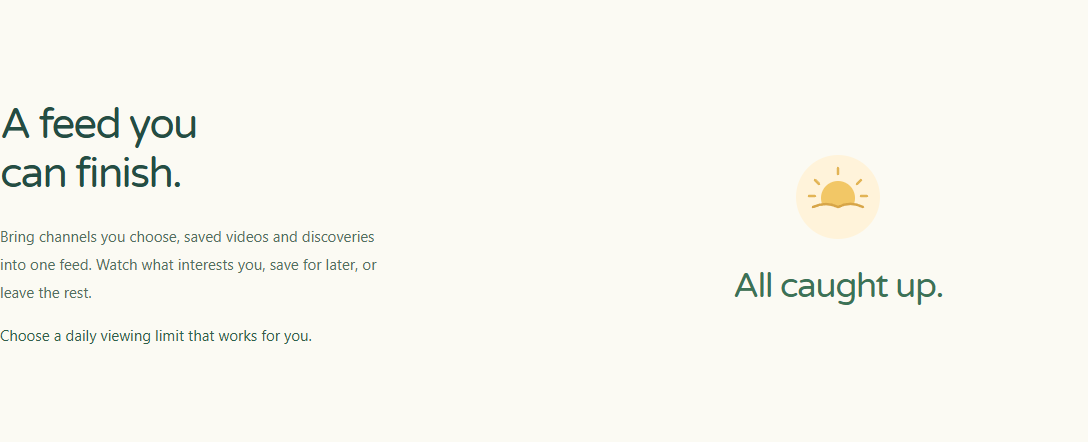 A feed you
can finish.
Bring channels you choose, saved videos and discoveries
into one feed. Watch what interests you, save for later, or
leave the rest.
Choose a daily viewing limit that works for you.
All caught up.